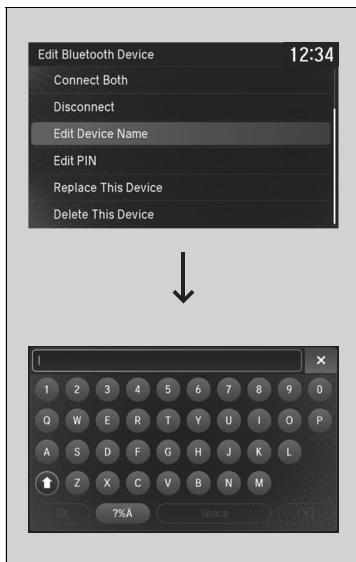 Edit Bluetooth Device 12:34
Connect Both
Disconnect
Edit Device Name
Edit PIN
Replace This Device
Delete This Device
1 2 3 4 5 6 7 8 9 0
Q W E R T Y U I O P
A S D F G H J K L
Z X C V B N M
OK ?%Ä Space